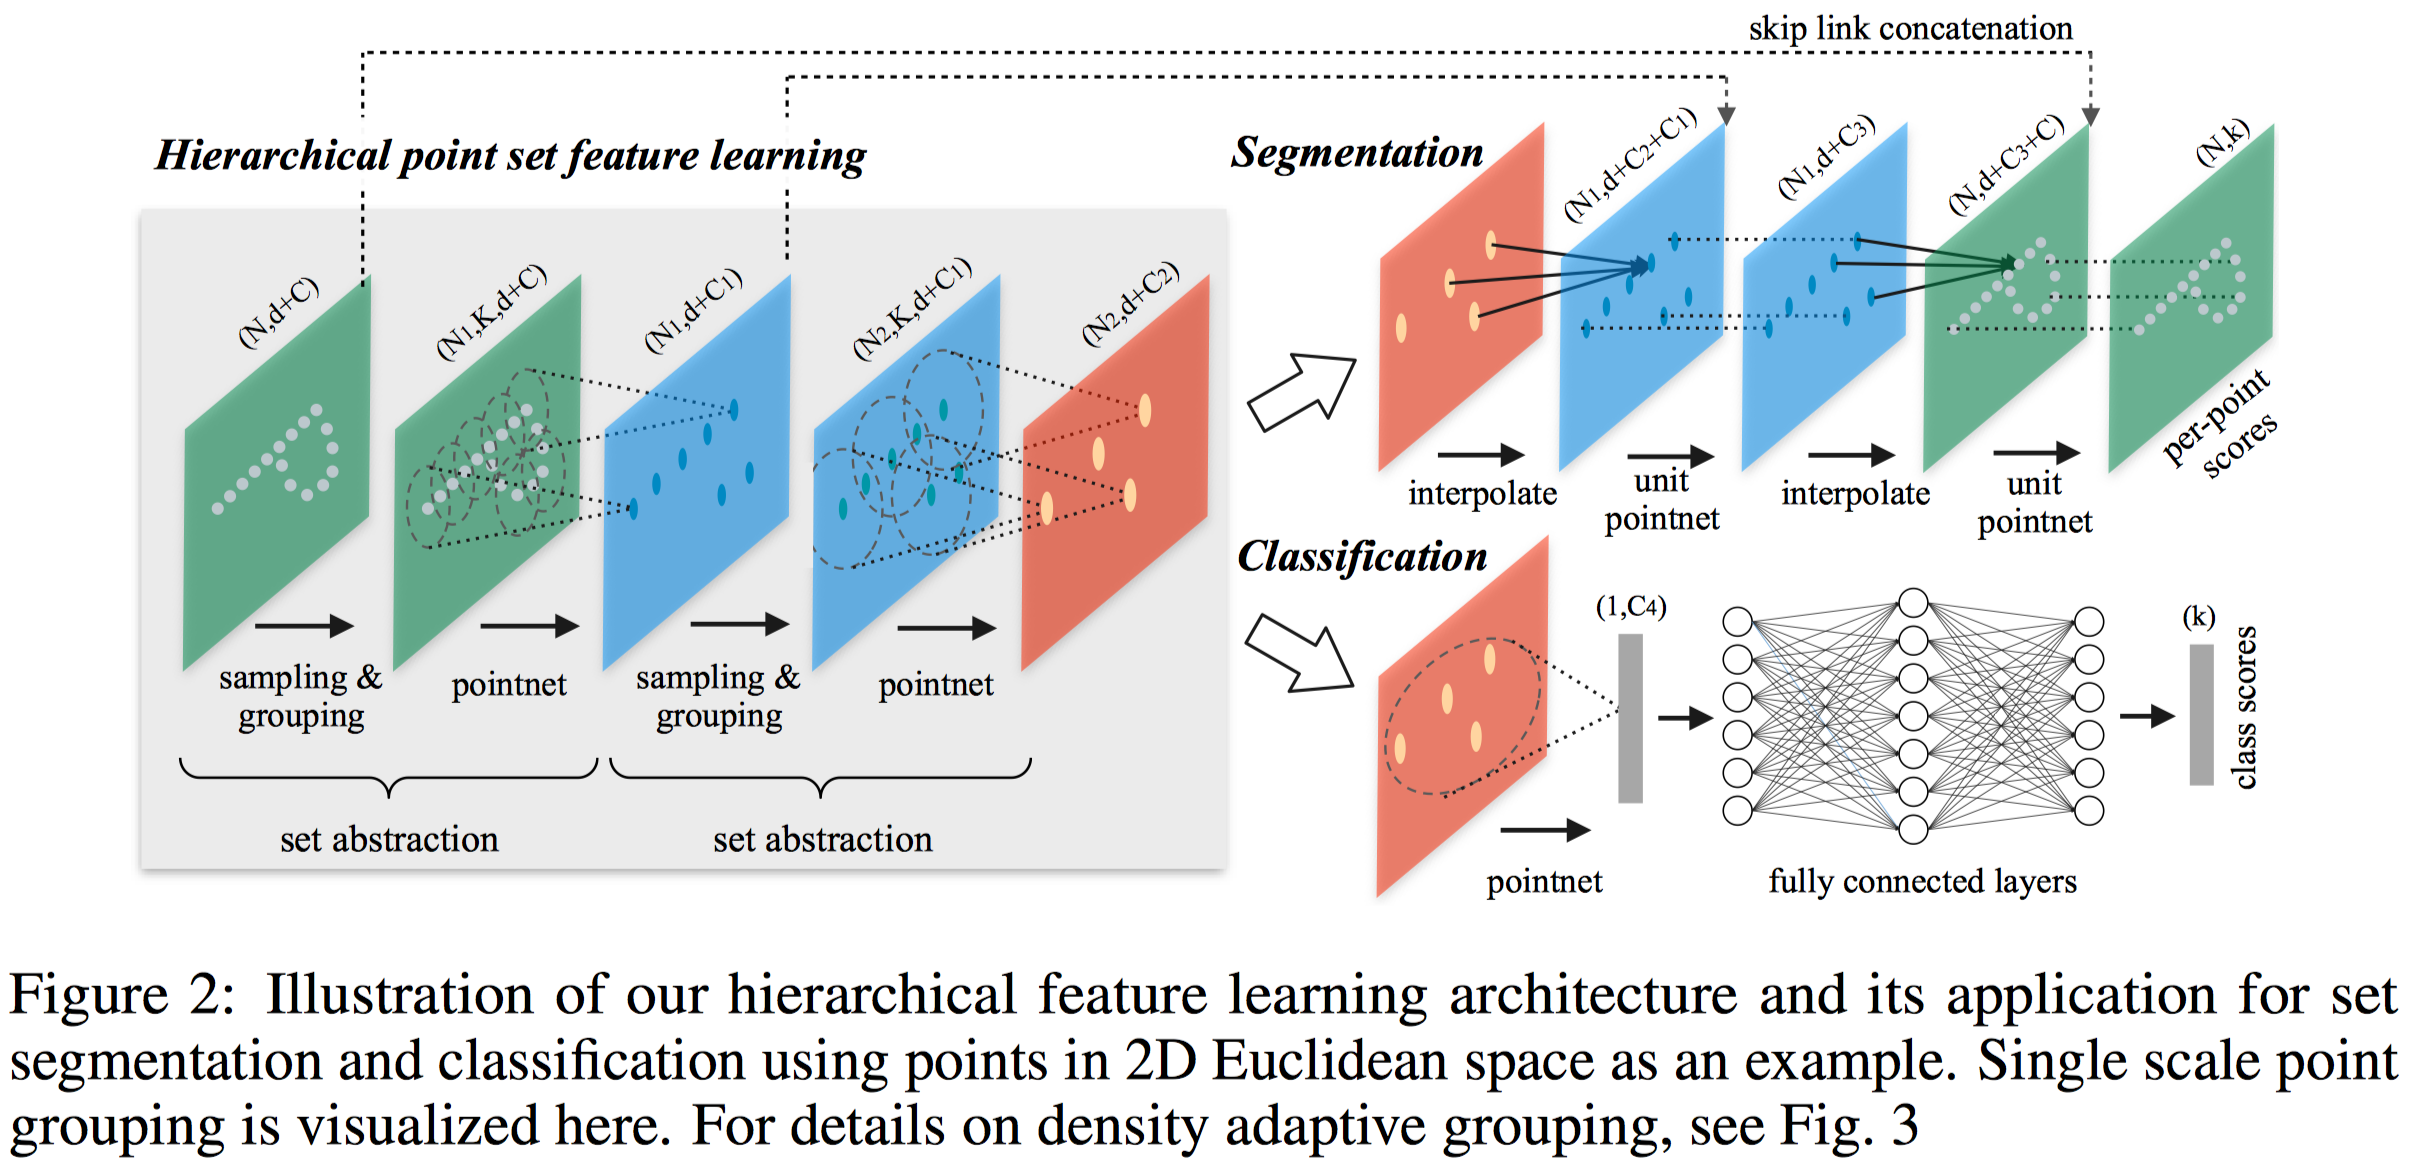 skip link concatenation
Hierarchical point set feature learning
(N,d+C)
(N1,K,d+C)
(N1,d+C1)
(N2,K,d+C1)
(N2,d+C2)
sampling &
grouping
pointnet
sampling &
grouping
pointnet
set abstraction
set abstraction
Segmentation
(N1,d+C2+C1)
(N1,d+C3)
(N,d+C3+C)
(N,k)
interpolate
unit
pointnet
interpolate
unit
pointnet
per-point
scores
Classification
(1,C4)
(k)
pointnet
fully connected layers
class scores
Figure 2: Illustration of our hierarchical feature learning architecture and its application for set
segmentation and classification using points in 2D Euclidean space as an example. Single scale point
grouping is visualized here. For details on density adaptive grouping, see Fig. 3